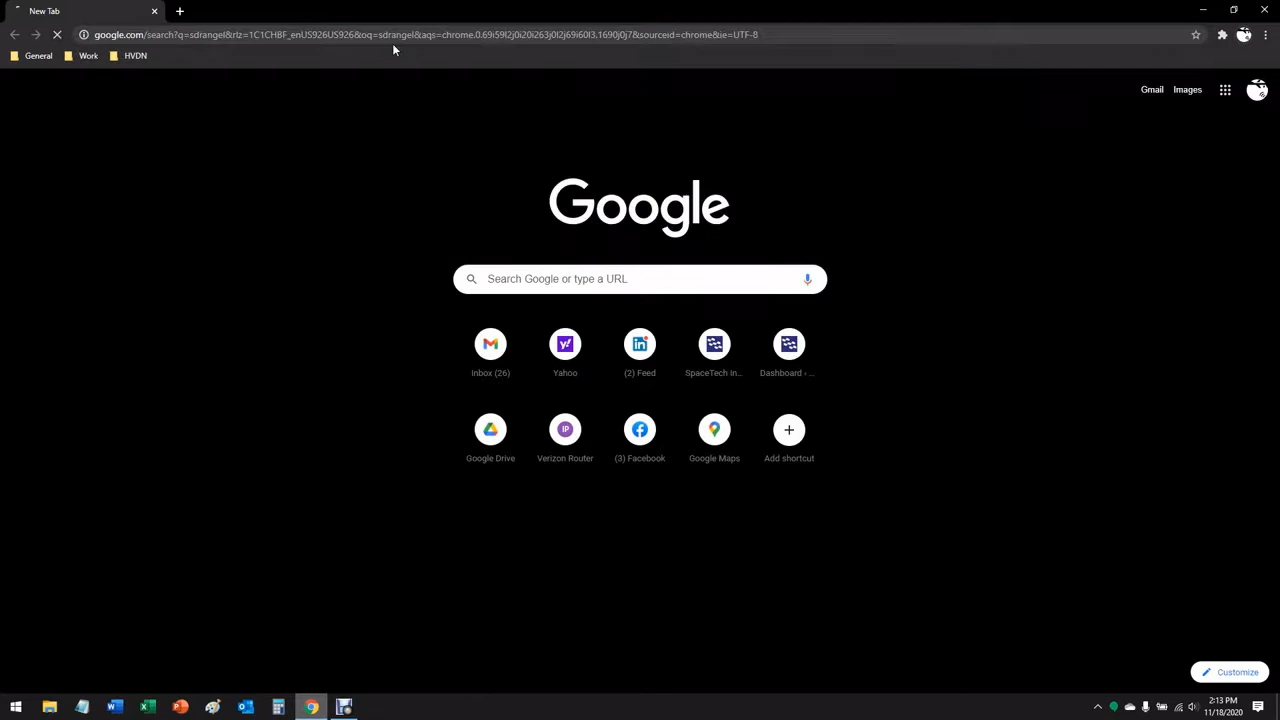 New Tab
google.com/search?q=sdrangel&rlz=1C1CHBF_enUS926US926&oq=sdrangel&aqs=chrome.0.69i59l2j0i20i263j0l2j69i60l3.1690j0j7&sourceid=chrome&ie=UTF-8
General Work HVDN
Gmail Images
Google
Search Google or type a URL
Inbox (26) Yahoo (2) Feed SpaceTech in... Dashboard ‹ ...
IP
Google Drive Verizon Router (3) Facebook Google Maps Add shortcut
Customize
2:13 PM
11/18/2020